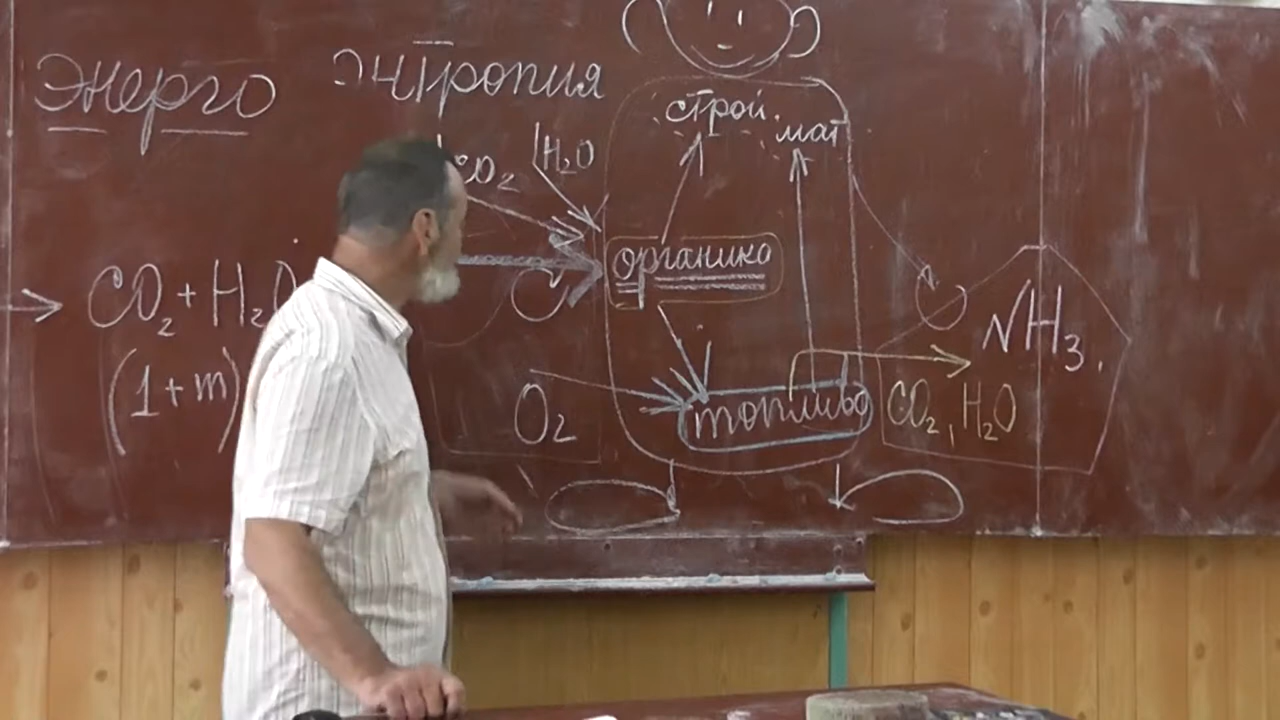 Энерго
Энтропия
строй.
мат
CO₂
H₂O
органика
CO₂ + H₂O
(1+m)
O₂
топливо
NH₃.
CO₂, H₂O